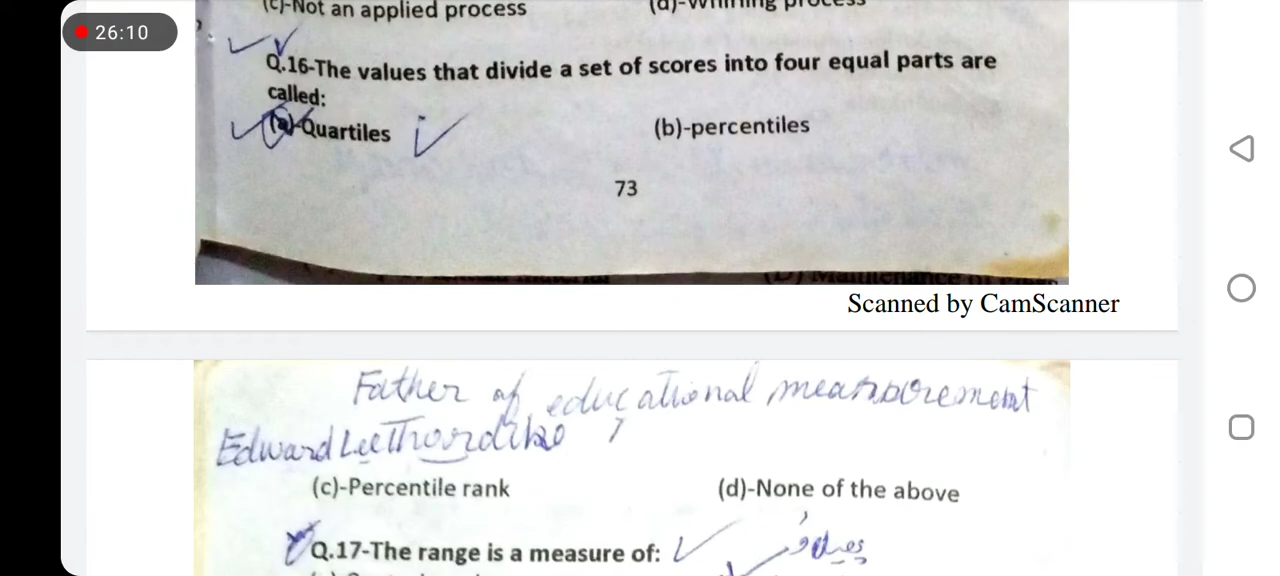 26:10
(c)-Not an applied process (d)-Whining process
Q.16-The values that divide a set of scores into four equal parts are
called:
(a)-Quartiles (b)-percentiles
73
Scanned by CamScanner
Father of educational measurement
Edward Lee Thorndike
(c)-Percentile rank (d)-None of the above
Q.17-The range is a measure of: